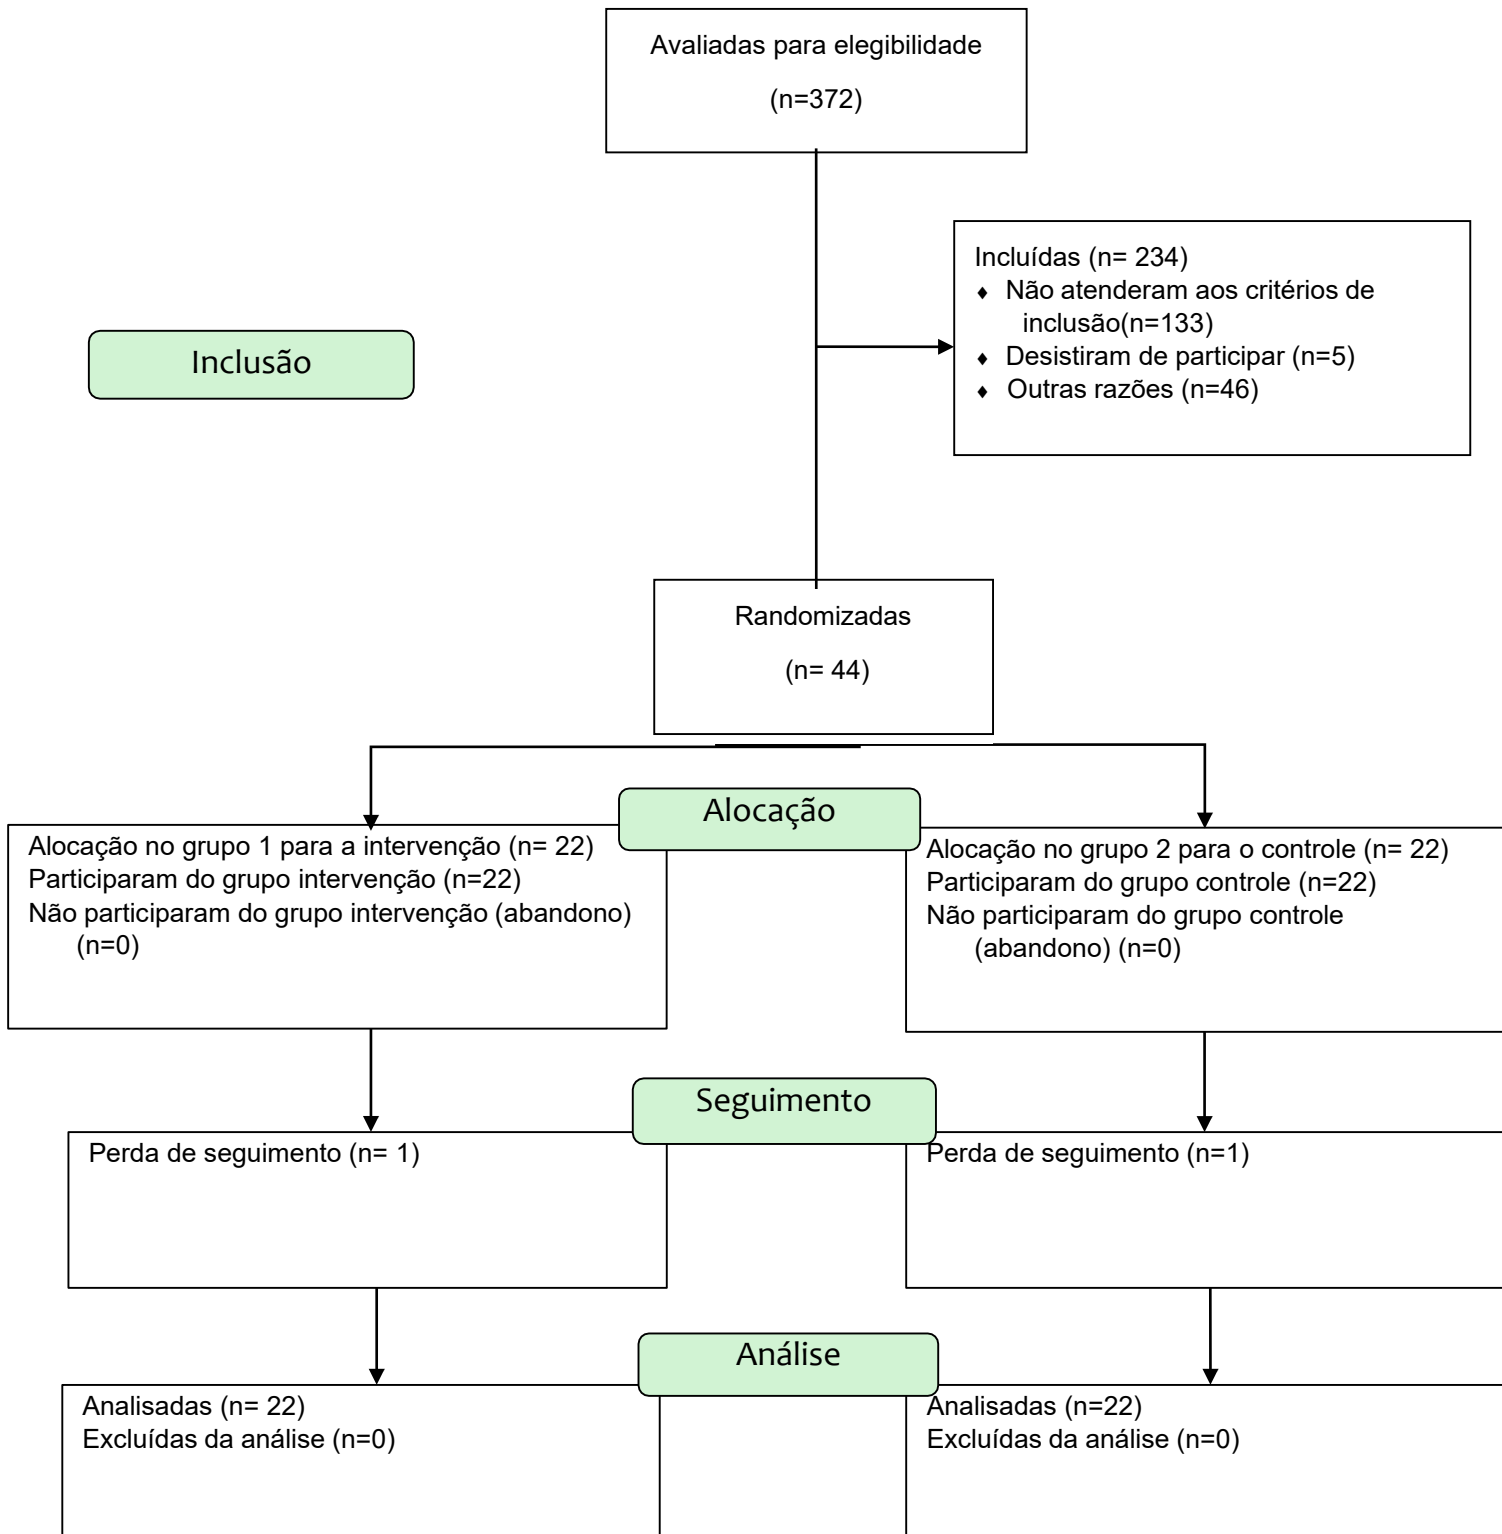 Avaliadas para elegibilidade
(n=372)
Incluídas (n= 234)
♦ Não atenderam aos critérios de
inclusão(n=133)
♦ Desistiram de participar (n=5)
♦ Outras razões (n=46)
Inclusão
Randomizadas
(n= 44)
Alocação
Alocação no grupo 1 para a intervenção (n= 22)
Participaram do grupo intervenção (n=22)
Não participaram do grupo intervenção (abandono)
(n=0)
Alocação no grupo 2 para o controle (n= 22)
Participaram do grupo controle (n=22)
Não participaram do grupo controle
(abandono) (n=0)
Seguimento
Perda de seguimento (n= 1)
Perda de seguimento (n=1)
Análise
Analisadas (n= 22)
Excluídas da análise (n=0)
Analisadas (n=22)
Excluídas da análise (n=0)